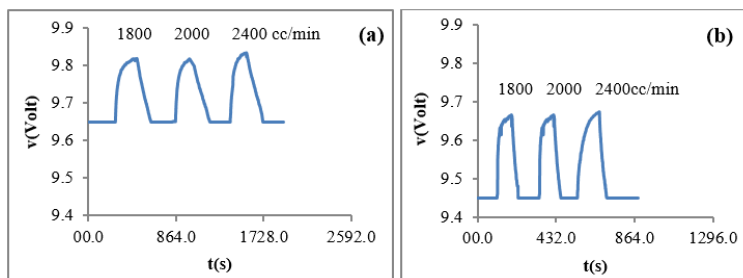 9.9
9.8
9.7
9.6
9.5
9.4
v(Volt)
1800 2000 2400 cc/min
(a)
00.0 864.0 1728.0 2592.0
t(s)
9.9
9.8
9.7
9.6
9.5
9.4
v(Volt)
(b)
1800 2000 2400cc/min
00.0 432.0 864.0 1296.0
t(s)